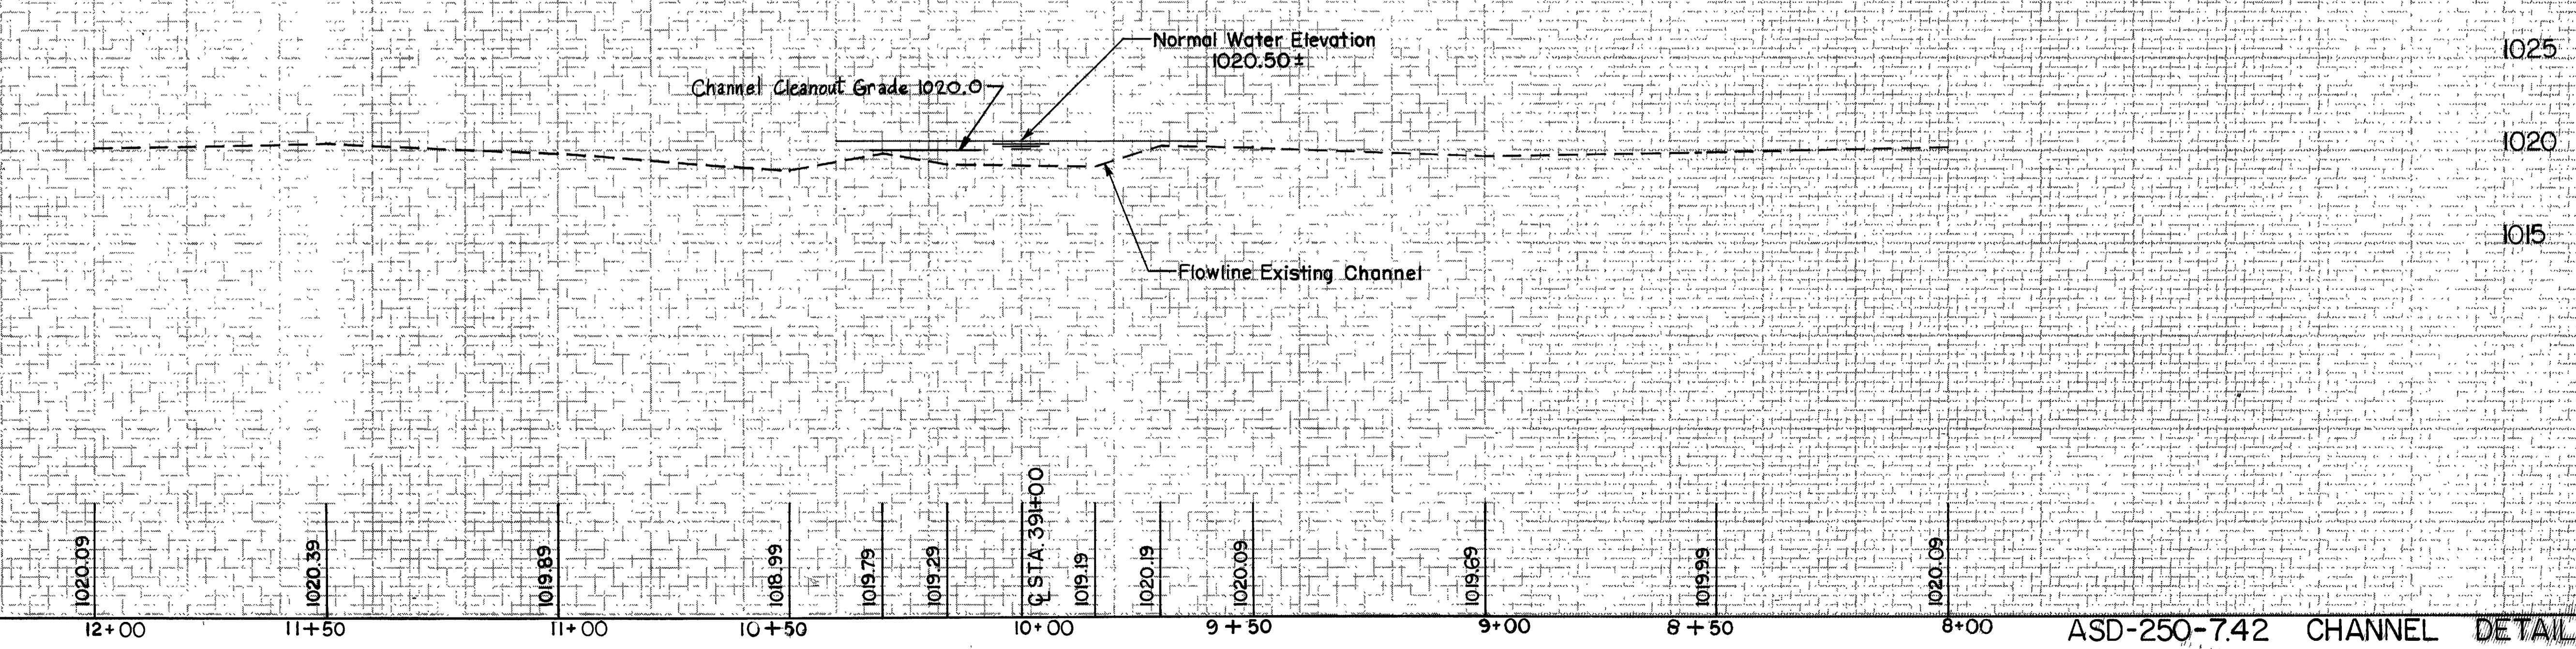 Normal Water Elevation
1020.50±
1025
Channel Cleanout Grade 1020.0
1020
1015
Flowline Existing Channel
1020.09
1020.39
1019.89
1018.99
1019.79
1019.29
℄ STA. 391+00
1019.19
1020.19
1020.09
1019.69
1019.99
1020.09
12+00 11+50 11+00 10+50 10+00 9+50 9+00 8+50 8+00
ASD-250-7.42 CHANNEL DETAIL